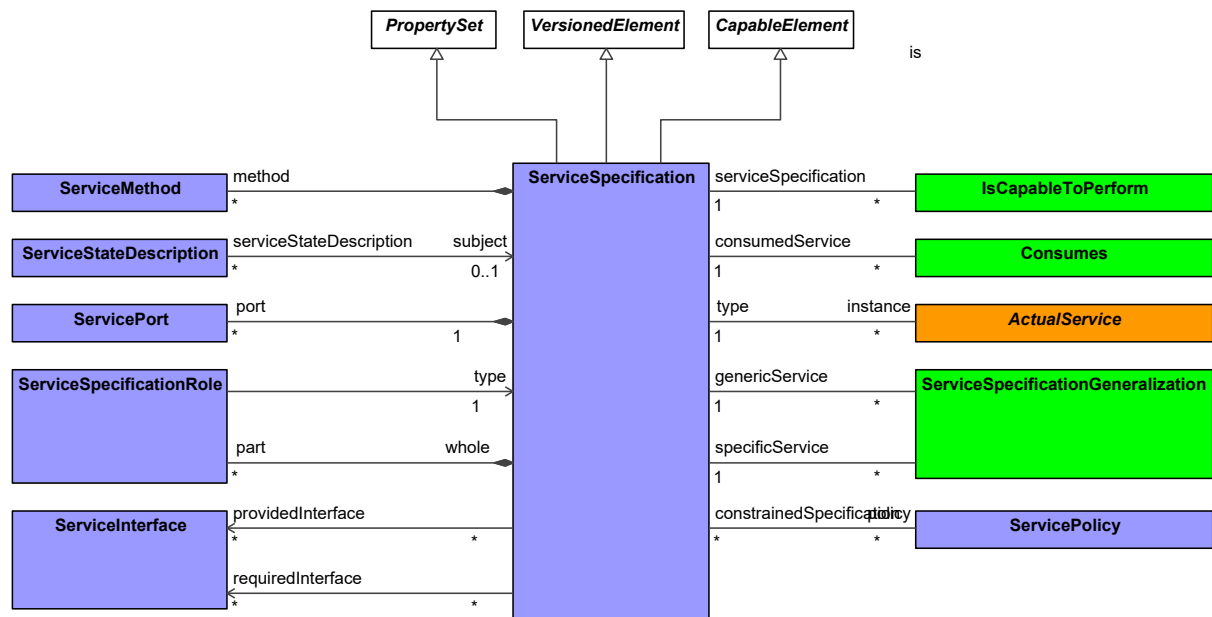 PropertySet
VersionedElement
CapableElement
is
ServiceMethod
method
*
ServiceSpecification
serviceSpecification
1
*
IsCapableToPerform
ServiceStateDescription
serviceStateDescription
*
subject
0..1
consumedService
1
*
Consumes
ServicePort
port
*
1
type
1
instance
*
ActualService
ServiceSpecificationRole
type
1
genericService
1
*
ServiceSpecificationGeneralization
part
*
whole
specificService
1
*
ServiceInterface
providedInterface
*
*
constrainedSpecification
*
policy
*
ServicePolicy
requiredInterface
*
*